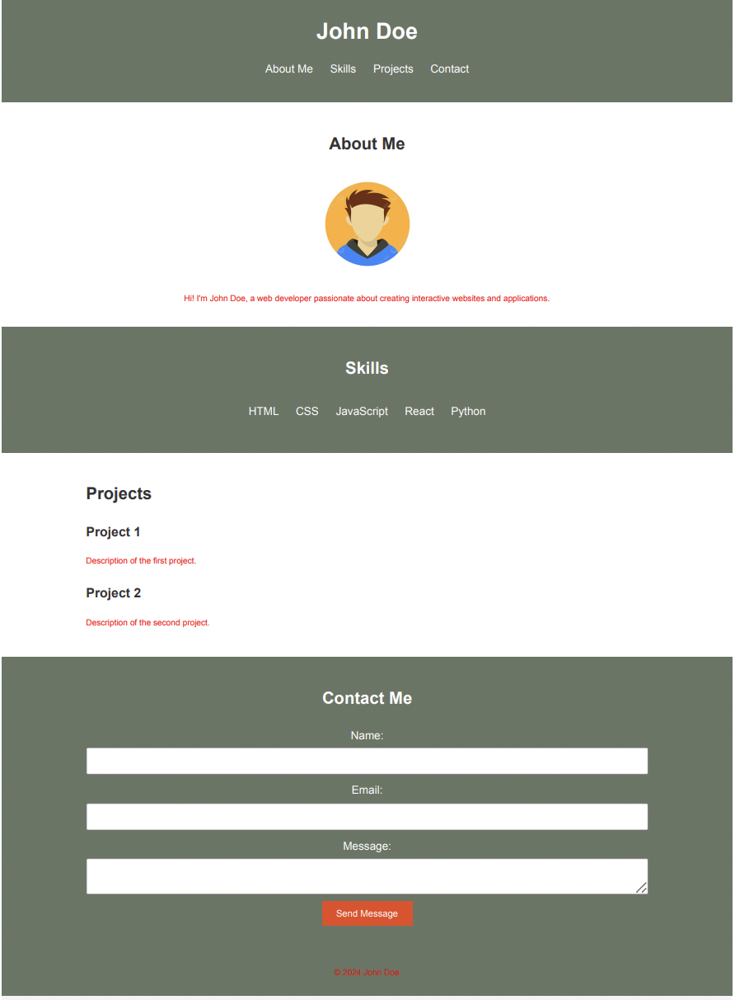 John Doe
About Me Skills Projects Contact
About Me
Hi! I'm John Doe, a web developer passionate about creating interactive websites and applications.
Skills
HTML CSS JavaScript React Python
Projects
Project 1
Description of the first project.
Project 2
Description of the second project.
Contact Me
Name:
Email:
Message:
Send Message
© 2024 John Doe